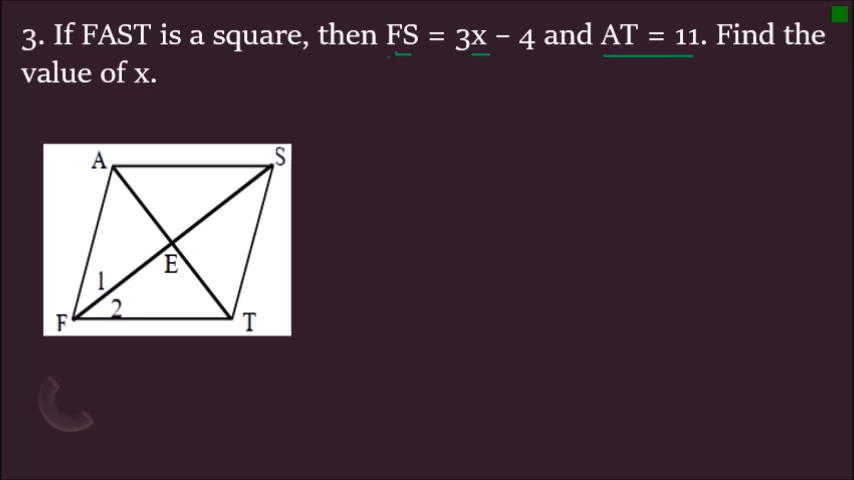 3. If FAST is a square, then FS = 3x – 4 and AT = 11. Find the
value of x.
A
S
E
1
2
F
T